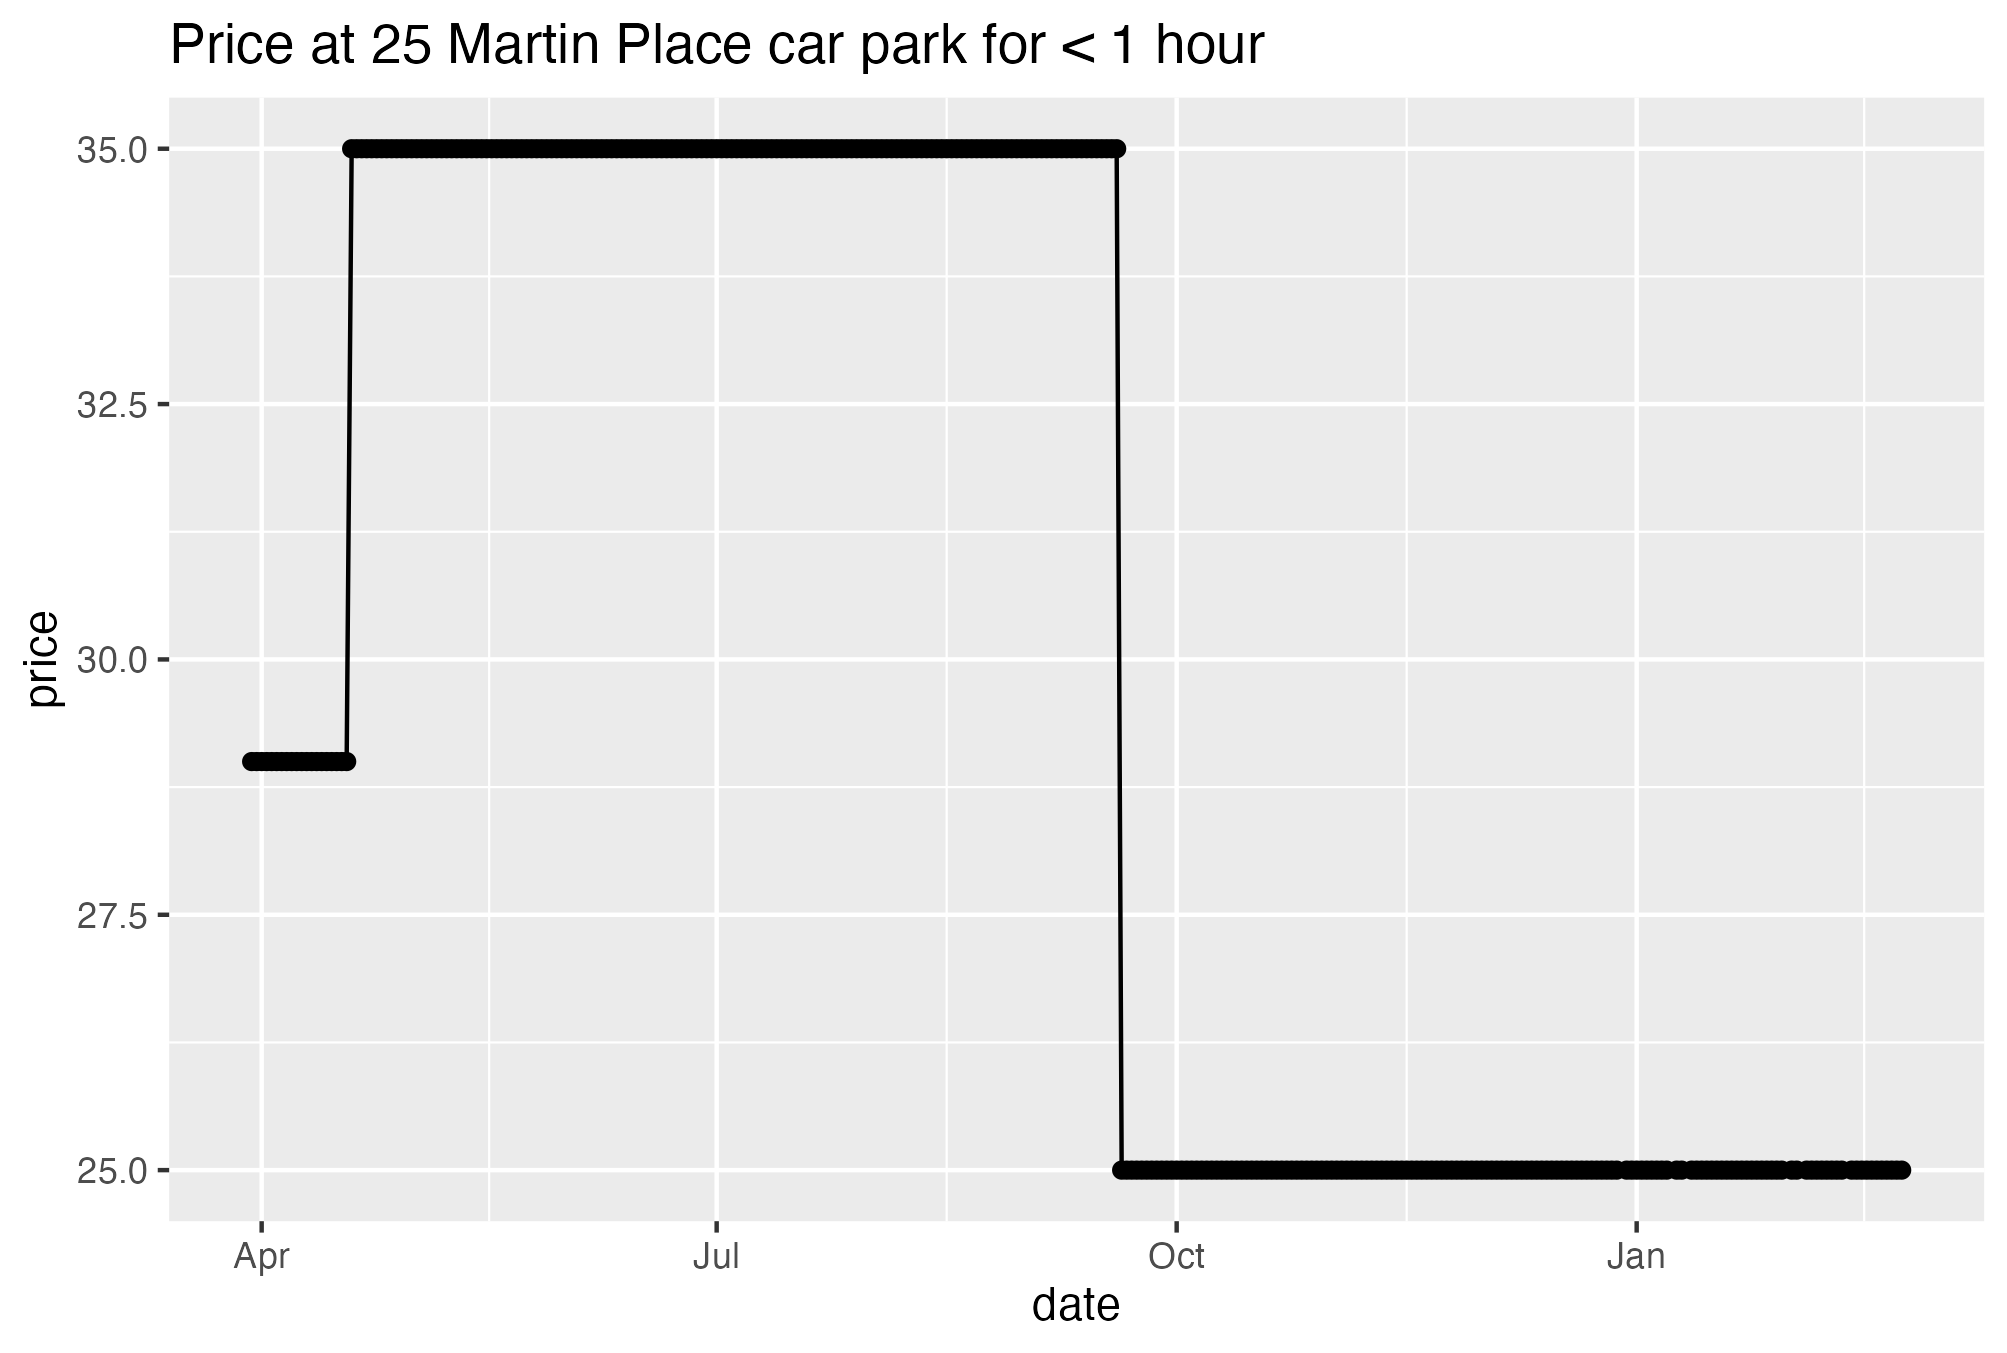 Price at 25 Martin Place car park for < 1 hour
35.0
32.5
30.0
27.5
25.0
price
Apr
Jul
Oct
Jan
date